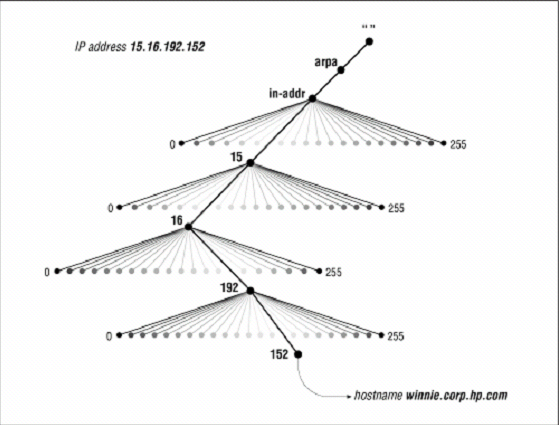 " "
IP address 15.16.192.152
arpa
in-addr
0 255
15
0 255
16
0 255
192
0 255
152
hostname winnie.corp.hp.com